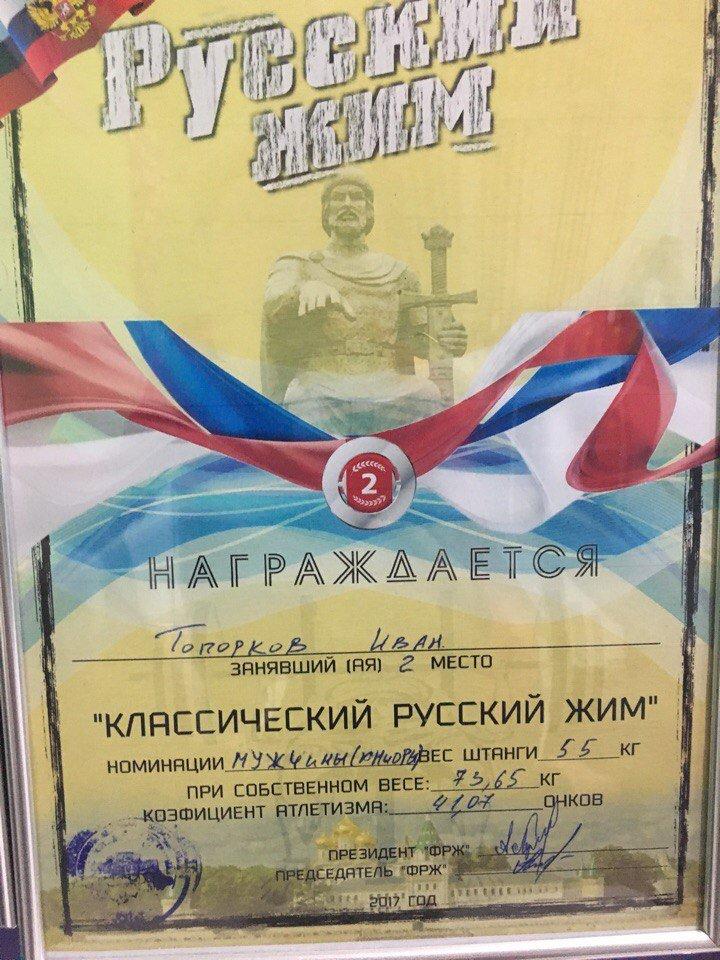 Русский
жим
2
НАГРАЖДАЕТСЯ
Топорков Иван
ЗАНЯВШИЙ (АЯ) 2 МЕСТО
"КЛАССИЧЕСКИЙ РУССКИЙ ЖИМ"
НОМИНАЦИИ мужчины (юниоры) ВЕС ШТАНГИ 55 КГ
ПРИ СОБСТВЕННОМ ВЕСЕ: 73,65 КГ
КОЭФИЦИЕНТ АТЛЕТИЗМА: 41,07 ОЧКОВ
ПРЕЗИДЕНТ "ФРЖ"
ПРЕДСЕДАТЕЛЬ "ФРЖ"
2017 ГОД